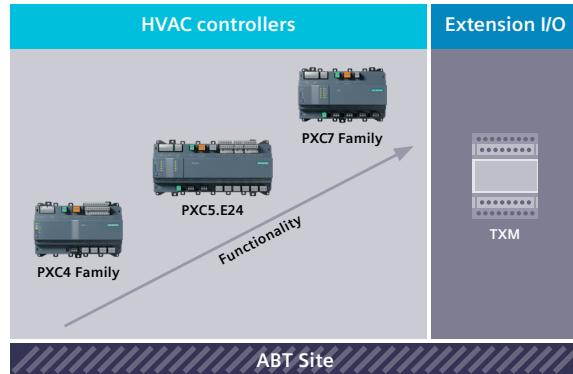 HVAC controllers
Extension I/O
PXC7 Family
PXC5.E24
TXM
Functionality
PXC4 Family
ABT Site